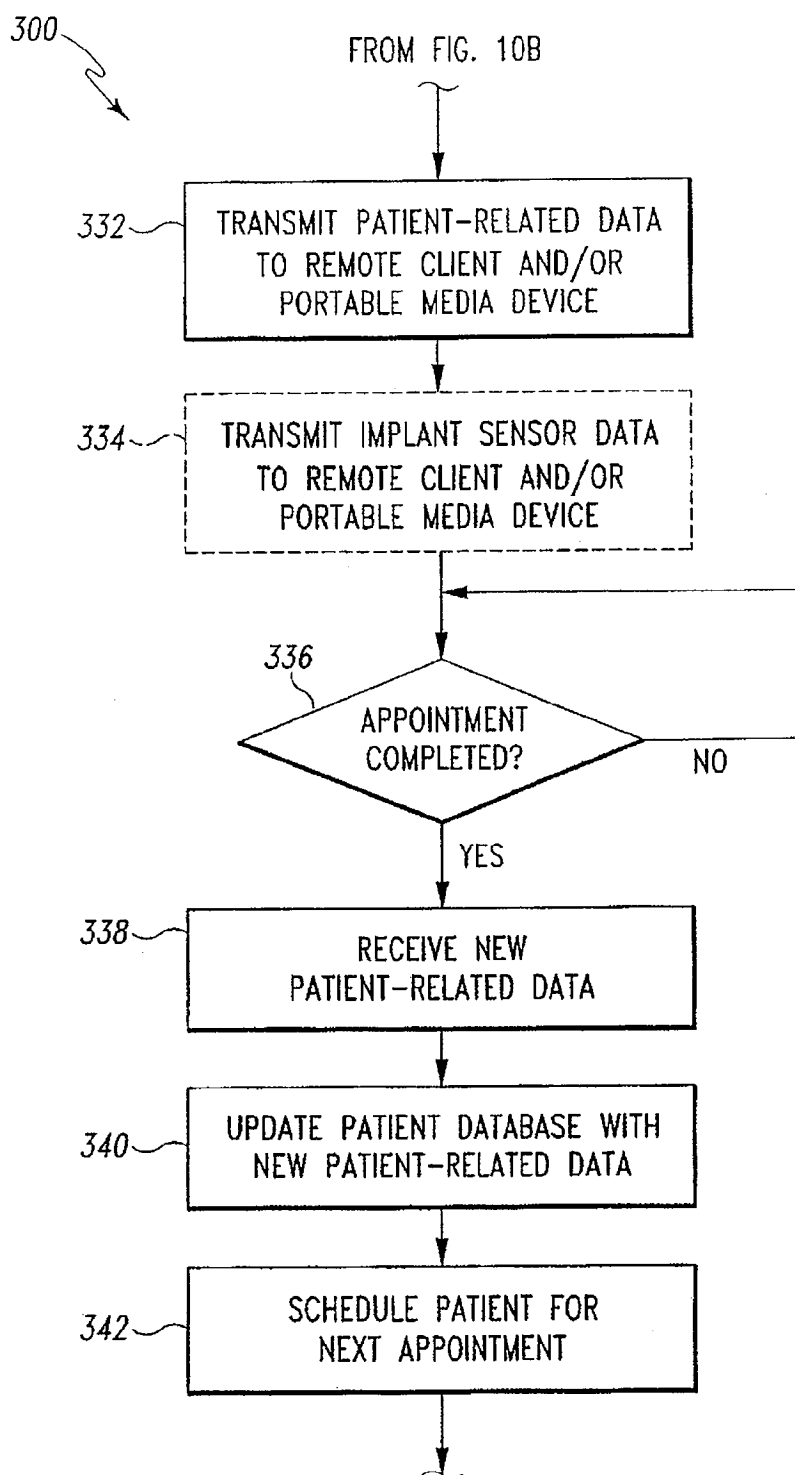 300
FROM FIG. 10B
332
TRANSMIT PATIENT-RELATED DATA
TO REMOTE CLIENT AND/OR
PORTABLE MEDIA DEVICE
334
TRANSMIT IMPLANT SENSOR DATA
TO REMOTE CLIENT AND/OR
PORTABLE MEDIA DEVICE
336
APPOINTMENT
COMPLETED?
NO
YES
338
RECEIVE NEW
PATIENT-RELATED DATA
340
UPDATE PATIENT DATABASE WITH
NEW PATIENT-RELATED DATA
342
SCHEDULE PATIENT FOR
NEXT APPOINTMENT